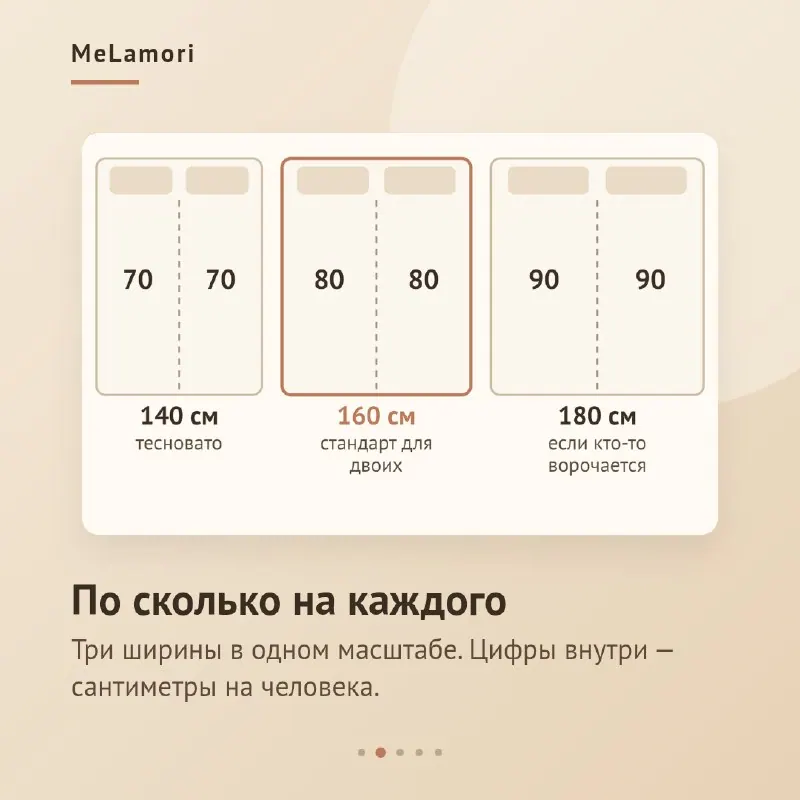 MeLamori
70 70 80 80 90 90
140 см 160 см 180 см
тесновато стандарт для если кто-то
двоих ворочается
По сколько на каждого
Три ширины в одном масштабе. Цифры внутри —
сантиметры на человека.